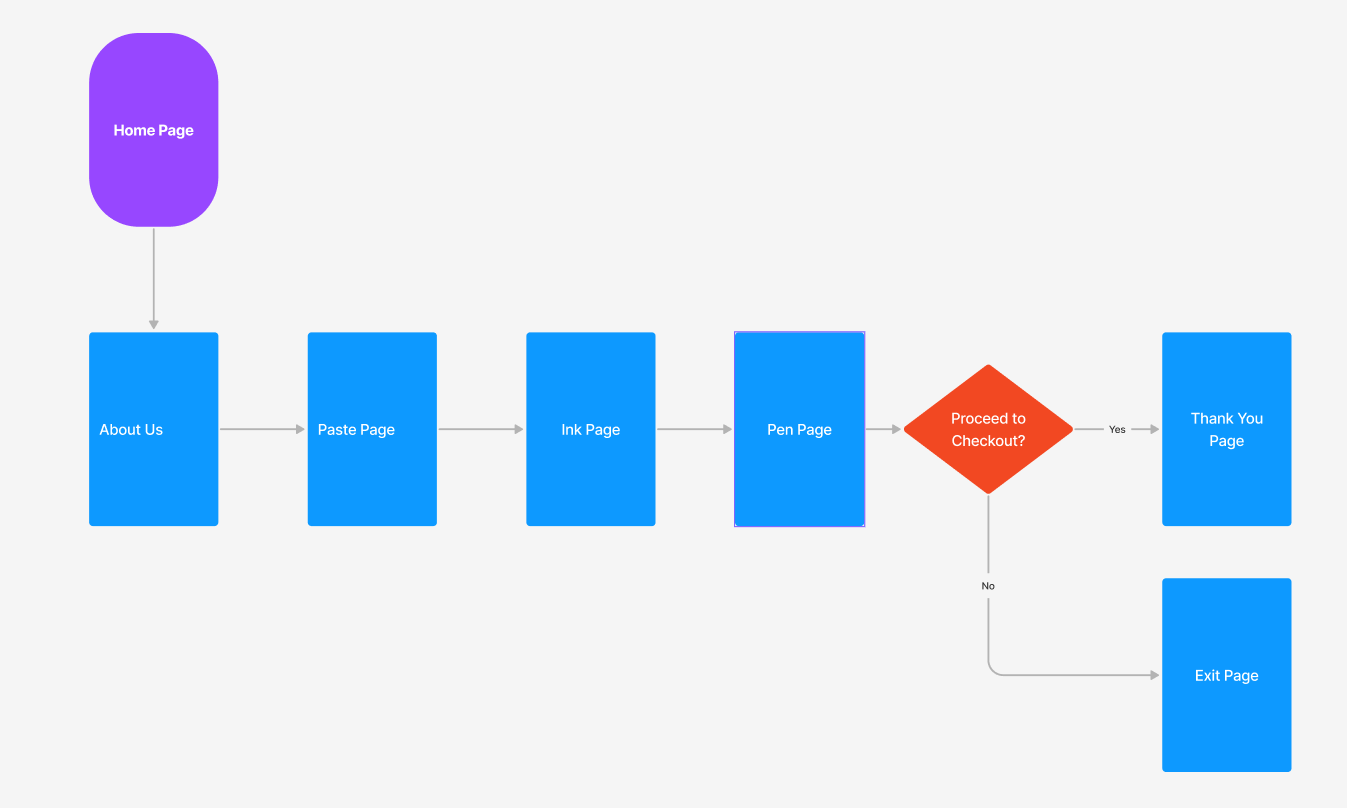 Home Page
About Us
Paste Page
Ink Page
Pen Page
Proceed to
Checkout?
Yes
Thank You
Page
No
Exit Page